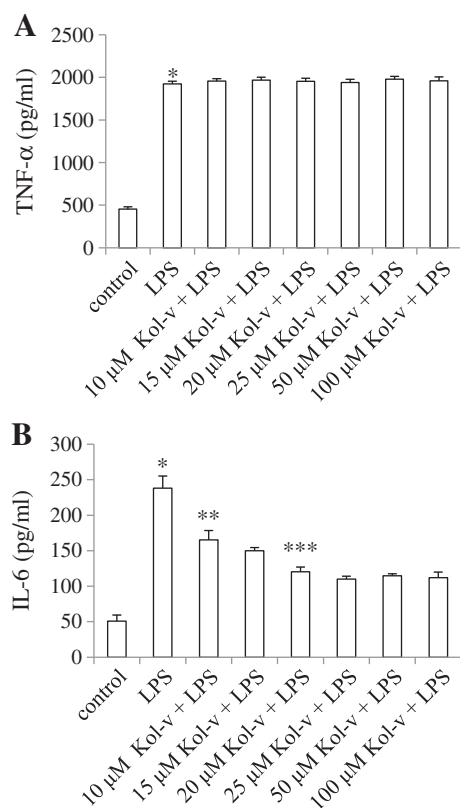 A
TNF-α (pg/ml)
2500
2000
1500
1000
500
0
*
control
LPS
10 μM Kol-v + LPS
15 μM Kol-v + LPS
20 μM Kol-v + LPS
25 μM Kol-v + LPS
50 μM Kol-v + LPS
100 μM Kol-v + LPS
B
IL-6 (pg/ml)
300
250
200
150
100
50
0
*
**
***
control
LPS
10 μM Kol-v + LPS
15 μM Kol-v + LPS
20 μM Kol-v + LPS
25 μM Kol-v + LPS
50 μM Kol-v + LPS
100 μM Kol-v + LPS